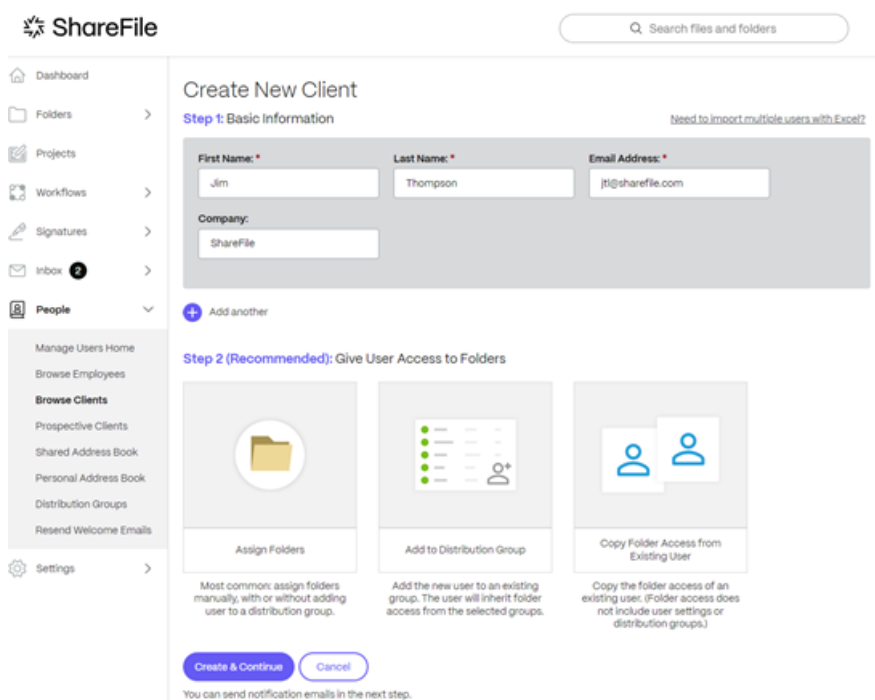 ShareFile
Search files and folders
Dashboard
Folders
Projects
Workflows
Signatures
Inbox 2
People
Manage Users Home
Browse Employees
Browse Clients
Prospective Clients
Shared Address Book
Personal Address Book
Distribution Groups
Resend Welcome Emails
Settings
Create New Client
Step 1: Basic Information
Need to import multiple users with Excel?
First Name: *
Jim
Last Name: *
Thompson
Email Address: *
jtl@sharefile.com
Company:
ShareFile
Add another
Step 2 (Recommended): Give User Access to Folders
Assign Folders
Most common: assign folders
manually, with or without adding
user to a distribution group.
Add to Distribution Group
Add the new user to an existing
group. The user will inherit folder
access from the selected groups.
Copy Folder Access from
Existing User
Copy the folder access of an
existing user. (Folder access does
not include user settings or
distribution groups.)
Create & Continue
Cancel
You can send notification emails in the next step.